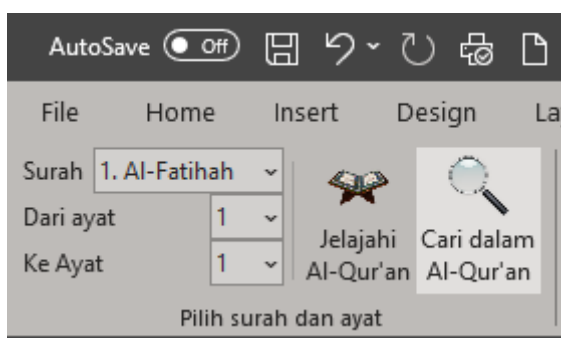 AutoSave Off
File Home Insert Design La
Surah 1. Al-Fatihah
Dari ayat 1
Ke Ayat 1
Jelajahi
Al-Qur'an
Cari dalam
Al-Qur'an
Pilih surah dan ayat